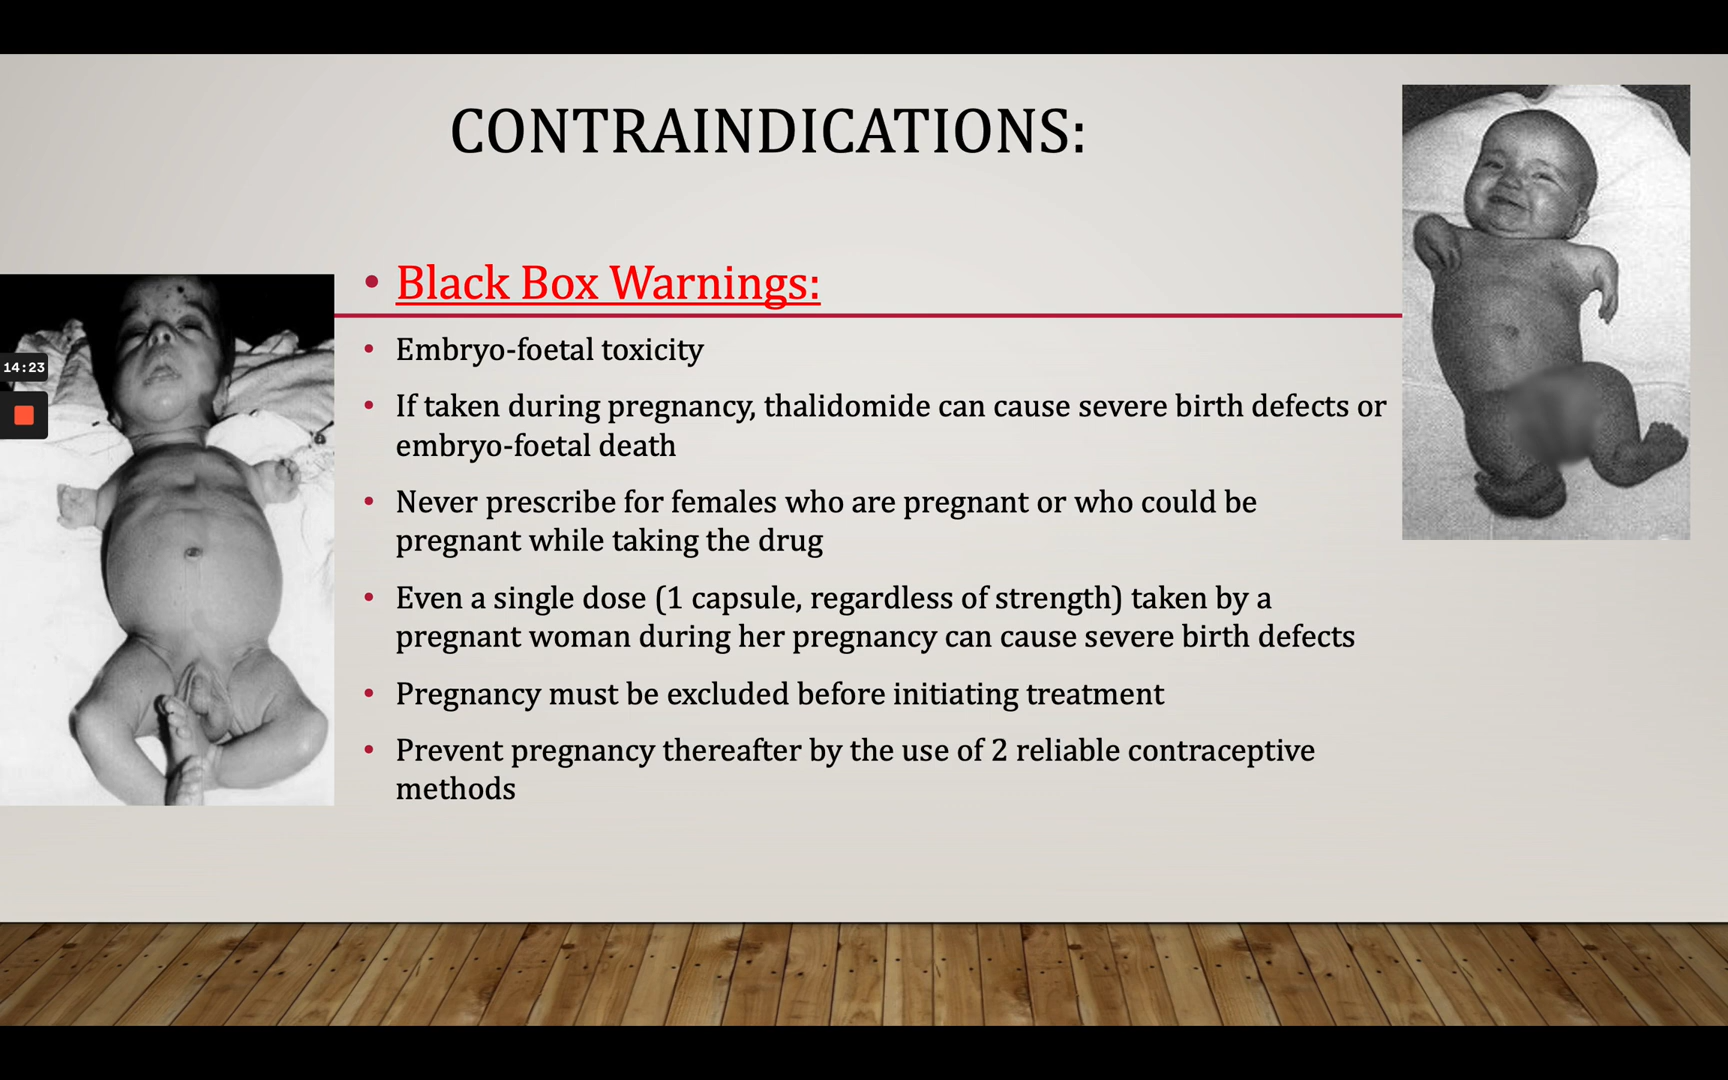 CONTRAINDICATIONS:
• Black Box Warnings:
14:23
• Embryo-foetal toxicity
• If taken during pregnancy, thalidomide can cause severe birth defects or
embryo-foetal death
• Never prescribe for females who are pregnant or who could be
pregnant while taking the drug
• Even a single dose (1 capsule, regardless of strength) taken by a
pregnant woman during her pregnancy can cause severe birth defects
• Pregnancy must be excluded before initiating treatment
• Prevent pregnancy thereafter by the use of 2 reliable contraceptive
methods